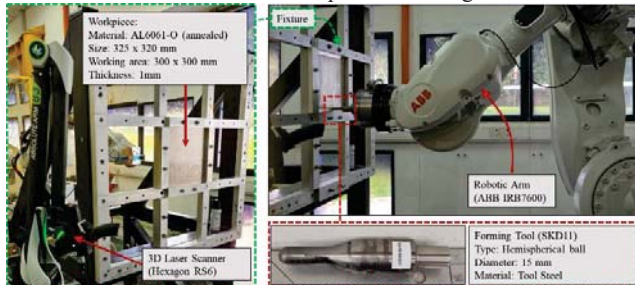 Workpiece:
Material: AL6061-O (annealed)
Size: 325 x 320 mm
Working area: 300 x 300 mm
Thickness: 1mm
Fixture
ABB
Robotic Arm
(ABB IRB7600)
3D Laser Scanner
(Hexagon RS6)
Forming Tool (SKD11)
Type: Hemispherical ball
Diameter: 15 mm
Material: Tool Steel